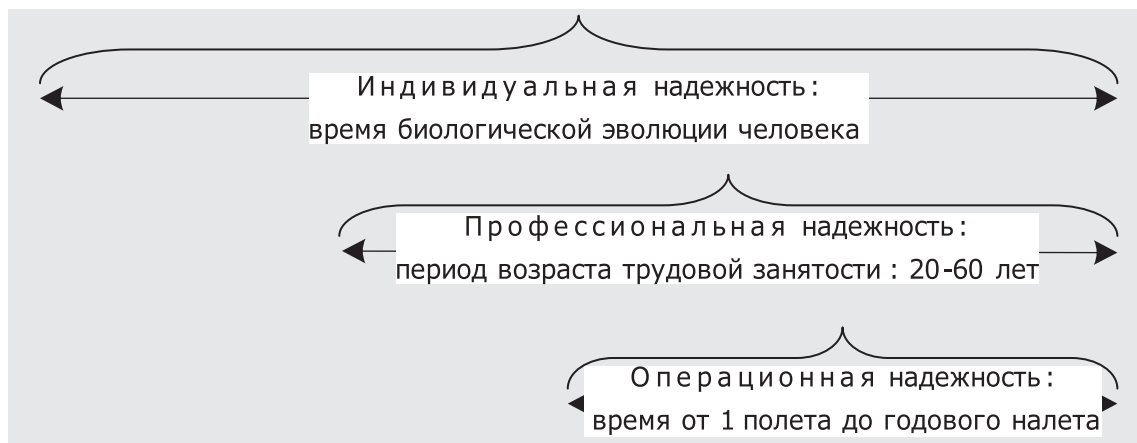 Индивидуальная надежность:
время биологической эволюции человека
Профессиональная надежность:
период возраста трудовой занятости : 20-60 лет
Операционная надежность:
время от 1 полета до годового налета